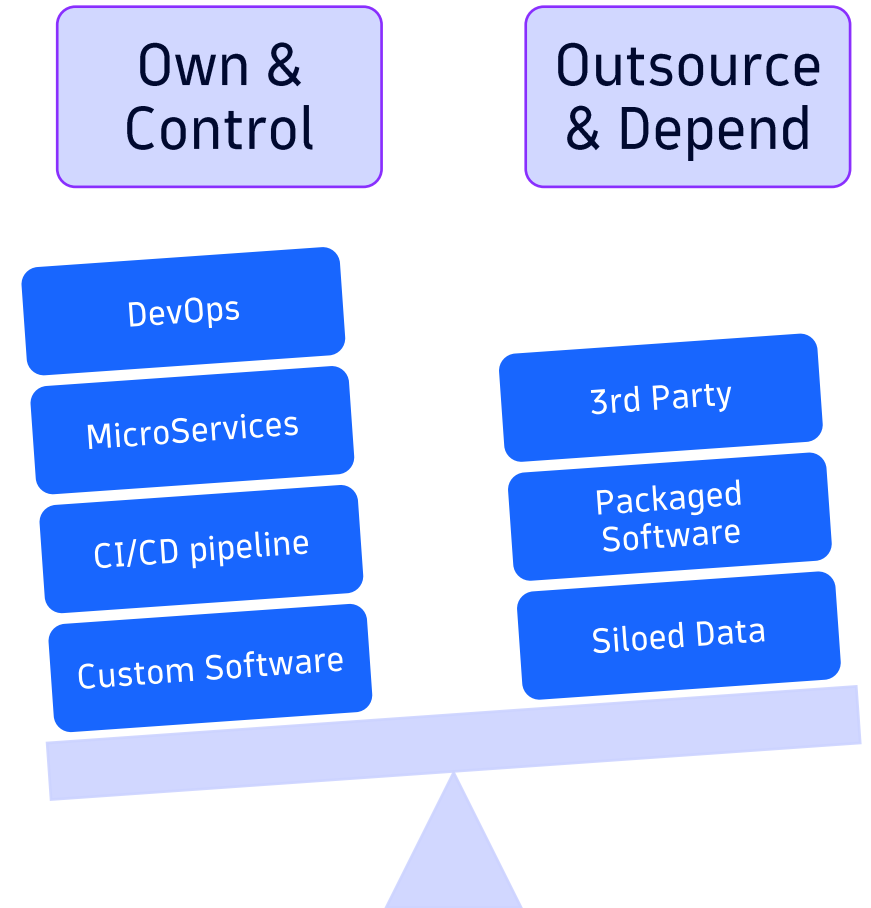 Own &
Control
Outsource
& Depend
DevOps
MicroServices
CI/CD pipeline
Custom Software
3rd Party
Packaged
Software
Siloed Data